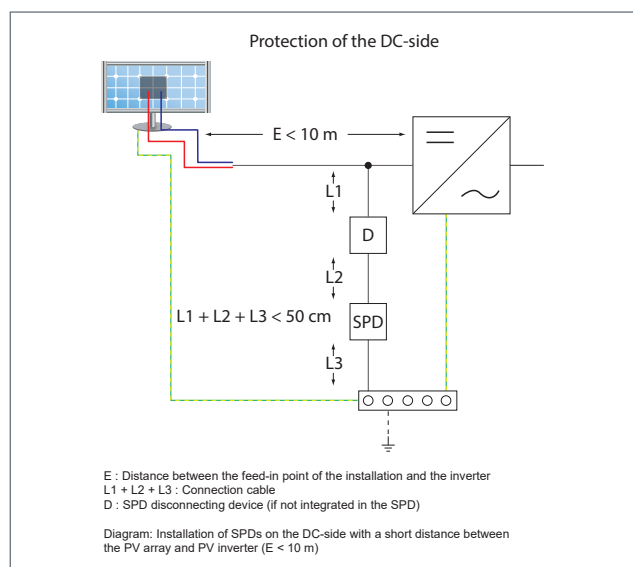 Protection of the DC-side
E < 10 m
L1
D
L2
L1 + L2 + L3 < 50 cm
SPD
L3
E : Distance between the feed-in point of the installation and the inverter
L1 + L2 + L3 : Connection cable
D : SPD disconnecting device (if not integrated in the SPD)
Diagram: Installation of SPDs on the DC-side with a short distance between
the PV array and PV inverter (E < 10 m)